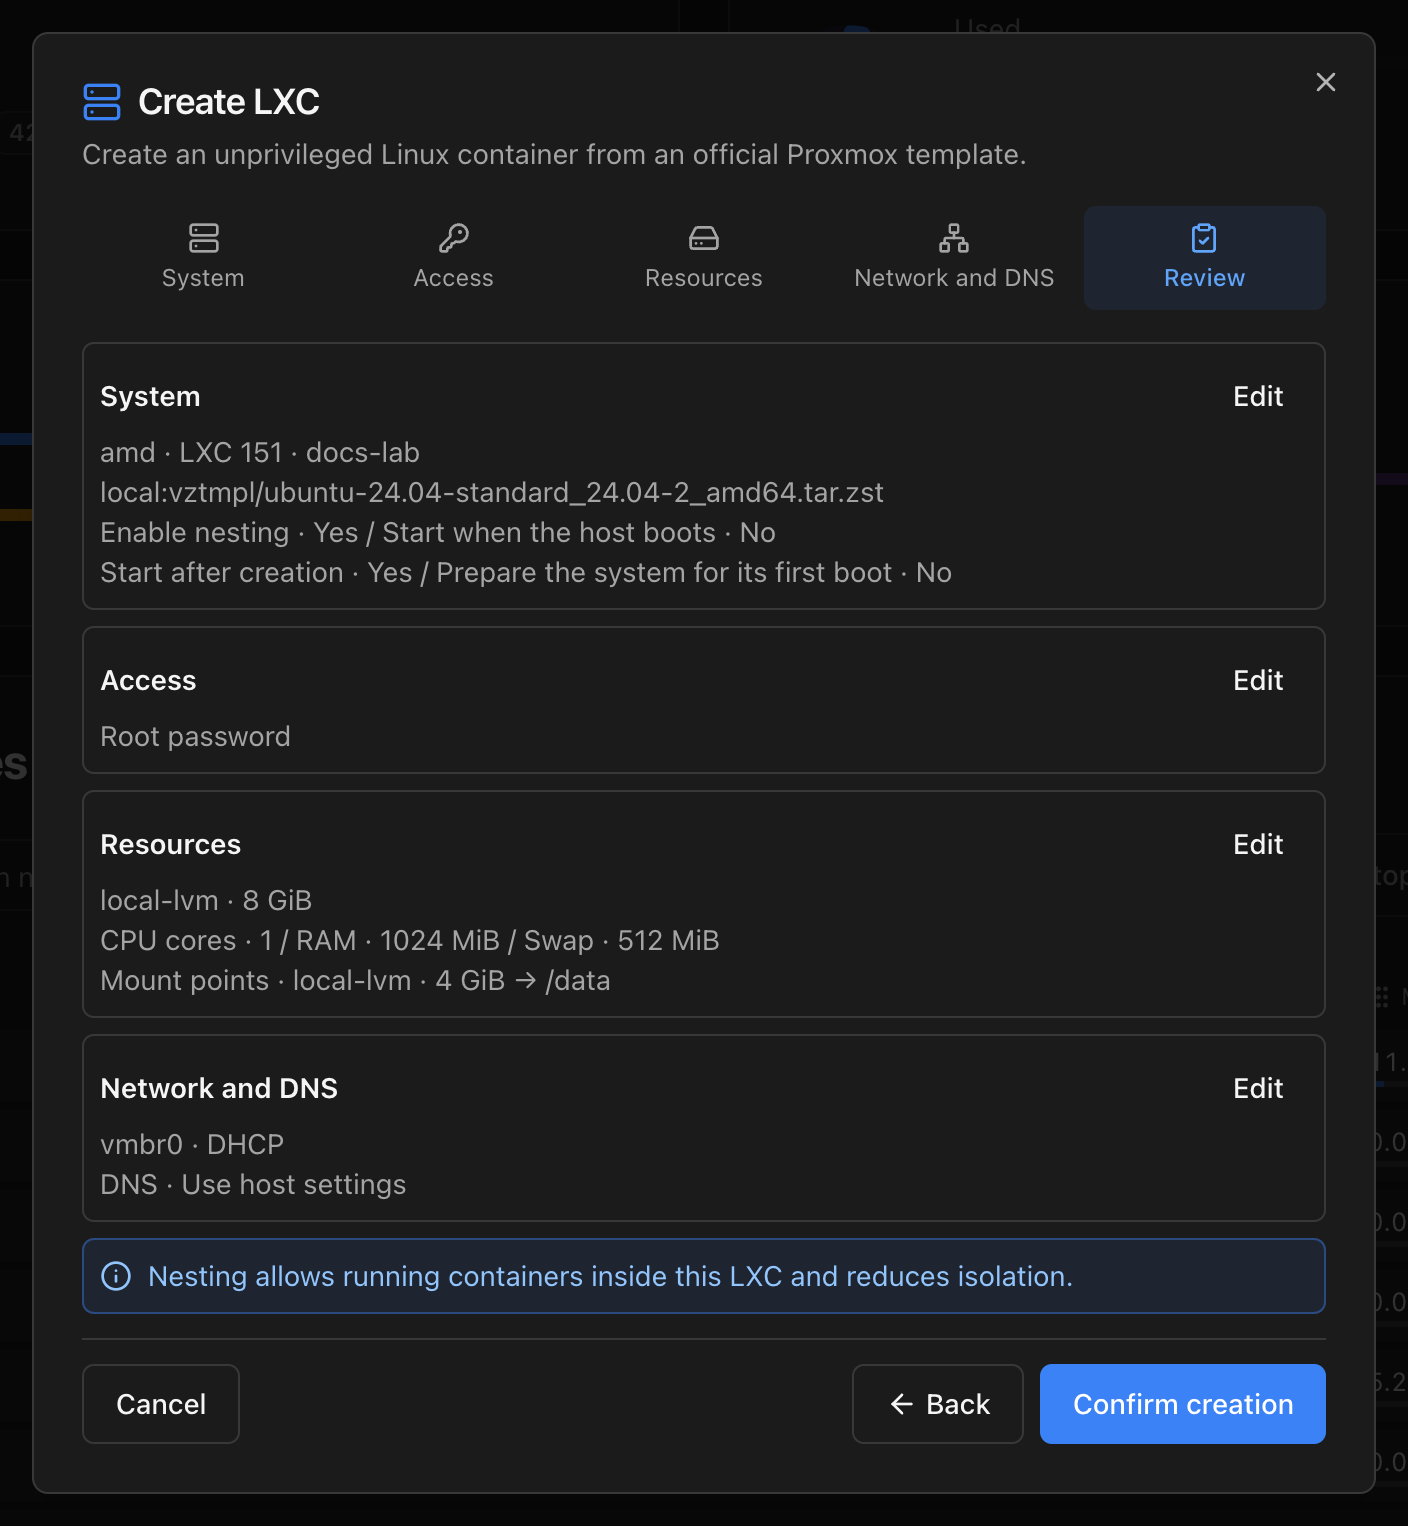 Used
42
Create LXC
Create an unprivileged Linux container from an official Proxmox template.
System
Access
Resources
Network and DNS
Review
System
Edit
amd · LXC 151 · docs-lab
local:vztmpl/ubuntu-24.04-standard_24.04-2_amd64.tar.zst
Enable nesting · Yes / Start when the host boots · No
Start after creation · Yes / Prepare the system for its first boot · No
Access
Edit
Root password
Resources
Edit
local-lvm · 8 GiB
CPU cores · 1 / RAM · 1024 MiB / Swap · 512 MiB
Mount points · local-lvm · 4 GiB → /data
Network and DNS
Edit
vmbr0 · DHCP
DNS · Use host settings
Nesting allows running containers inside this LXC and reduces isolation.
Cancel
← Back
Confirm creation